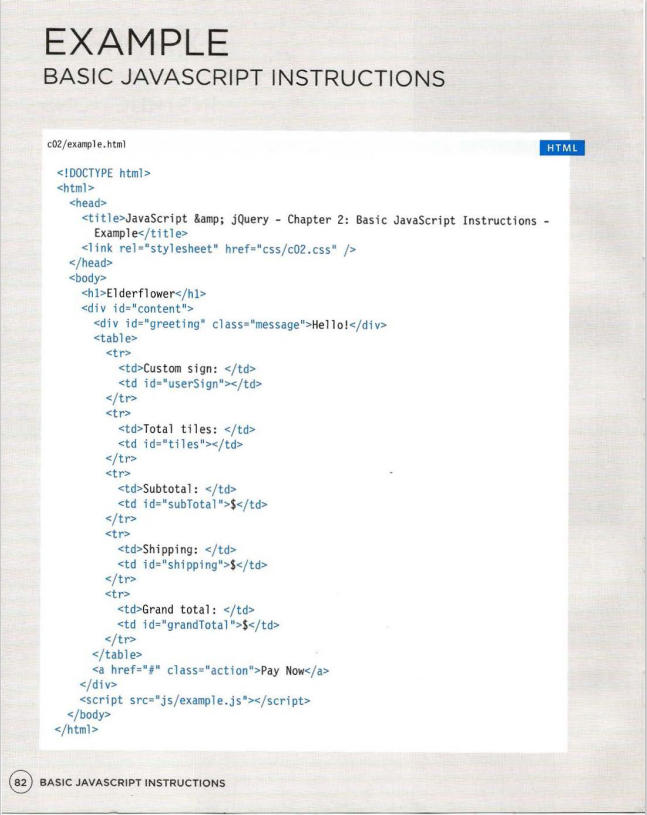 EXAMPLE
BASIC JAVASCRIPT INSTRUCTIONS
c02/example.html
HTML
<!DOCTYPE html>
<html>
<head>
<title>JavaScript &amp; jQuery - Chapter 2: Basic JavaScript Instructions -
Example</title>
<link rel="stylesheet" href="css/c02.css" />
</head>
<body>
<h1>Elderflower</h1>
<div id="content">
<div id="greeting" class="message">Hello!</div>
<table>
<tr>
<td>Custom sign: </td>
<td id="userSign"></td>
</tr>
<tr>
<td>Total tiles: </td>
<td id="tiles"></td>
</tr>
<tr>
<td>Subtotal: </td>
<td id="subTotal">$</td>
</tr>
<tr>
<td>Shipping: </td>
<td id="shipping">$</td>
</tr>
<tr>
<td>Grand total: </td>
<td id="grandTotal">$</td>
</tr>
</table>
<a href="#" class="action">Pay Now</a>
</div>
<script src="js/example.js"></script>
</body>
</html>
82 BASIC JAVASCRIPT INSTRUCTIONS